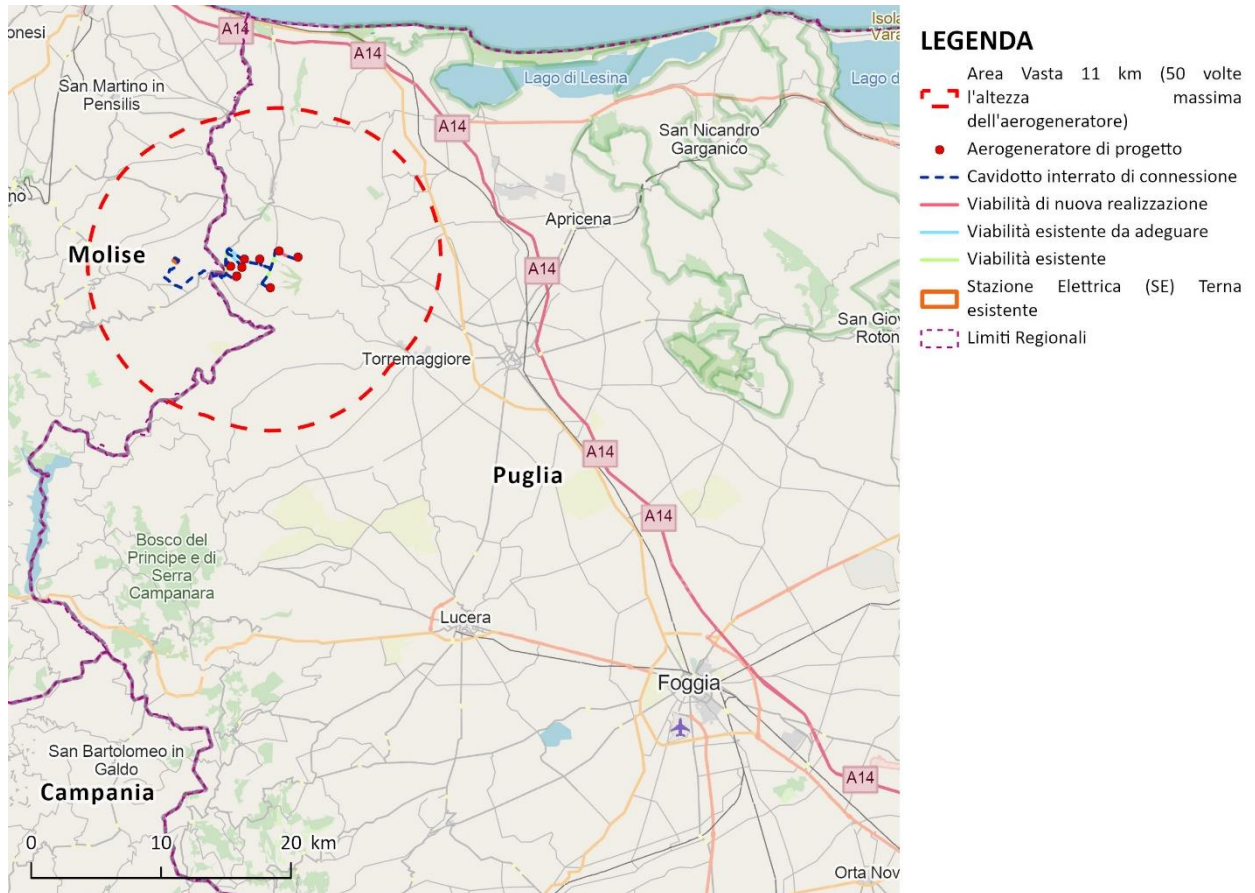 A14
Isola
Vara
onesi
A14
Lago di Lesina
Lago d
San Martino in
Pensilis
A14
San Nicandro
Garganico
no
Apricena
Molise
A14
San Giov
Roton
Torremaggiore
A14
Puglia
A14
Bosco del
Principe e di
Serra
Campanara
Lucera
Foggia
San Bartolomeo in
Galdo
A14
Campania
0 10 20 km
Orta Nov
LEGENDA
Area Vasta 11 km (50 volte
l'altezza massima
dell'aerogeneratore)
Aerogeneratore di progetto
Cavidotto interrato di connessione
Viabilità di nuova realizzazione
Viabilità esistente da adeguare
Viabilità esistente
Stazione Elettrica (SE) Terna
esistente
Limiti Regionali